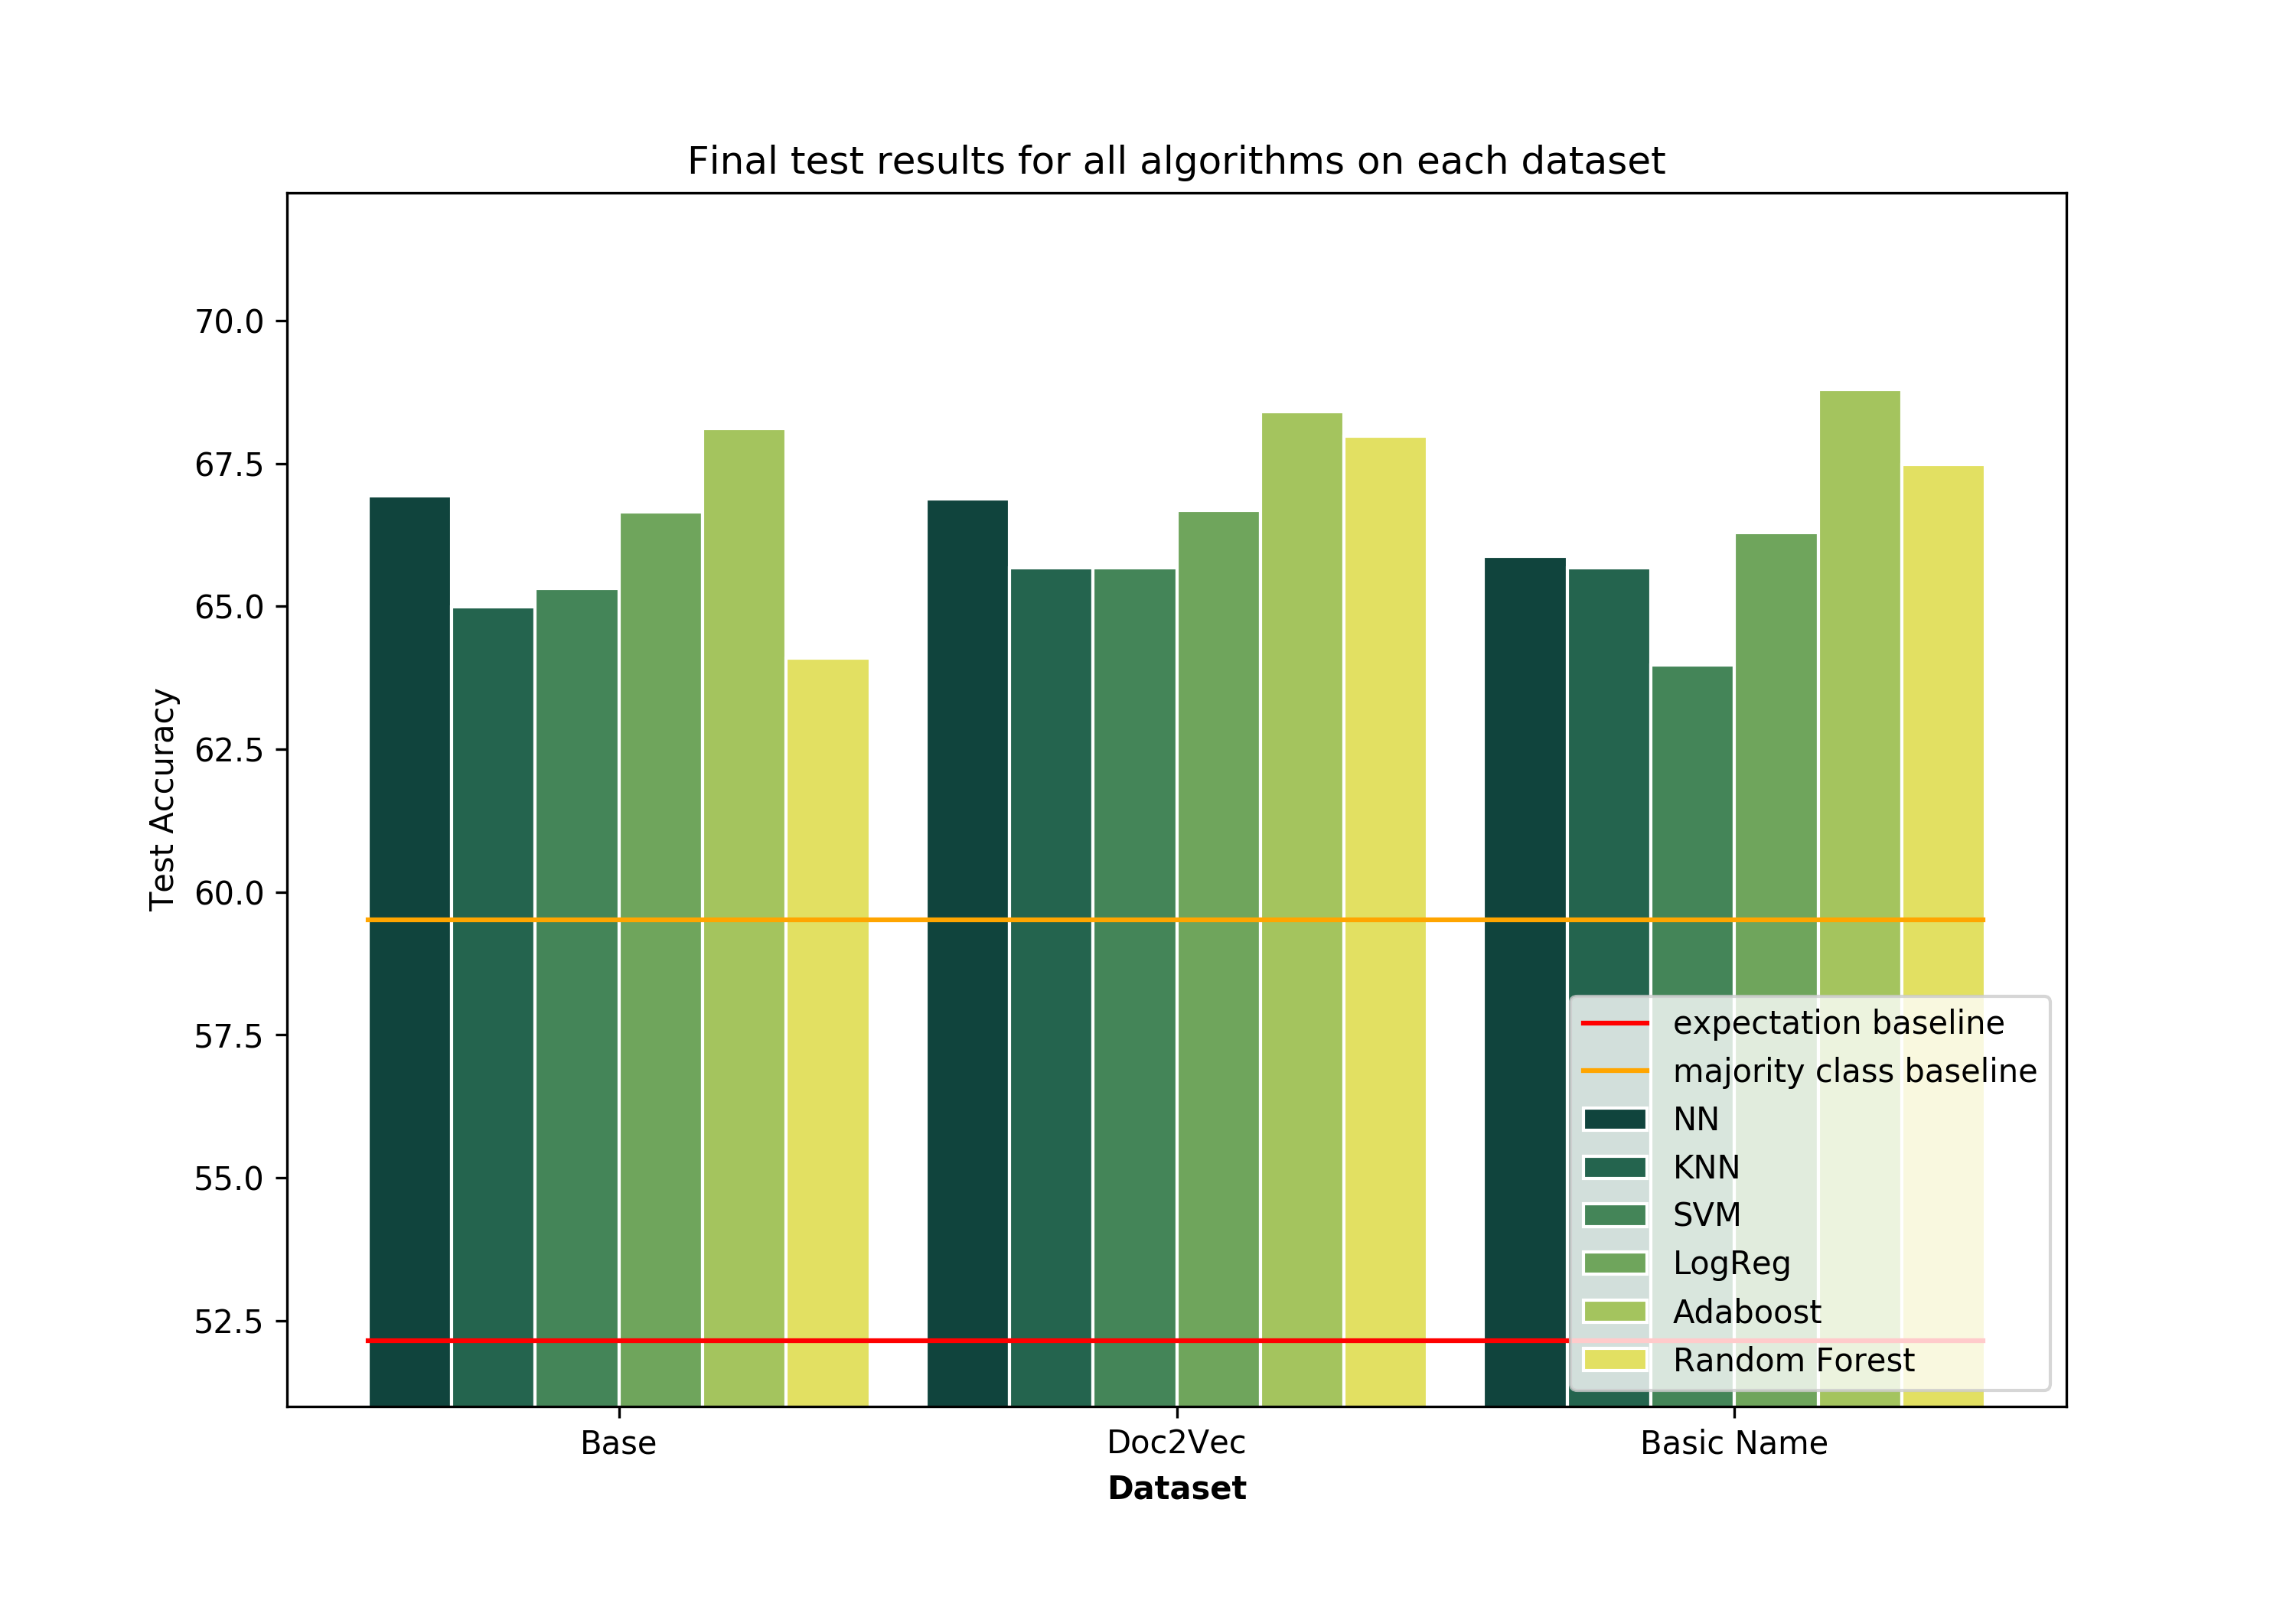 Final test results for all algorithms on each dataset
Test Accuracy
70.0
67.5
65.0
62.5
60.0
57.5
55.0
52.5
expectation baseline
majority class baseline
NN
KNN
SVM
LogReg
Adaboost
Random Forest
Base
Doc2Vec
Basic Name
Dataset